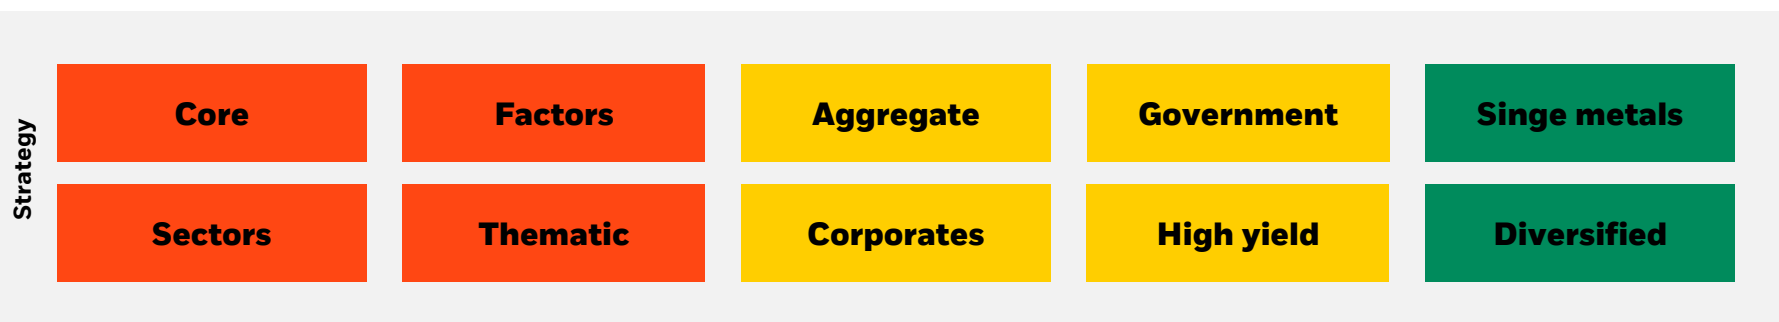 Strategy
Core
Factors
Aggregate
Government
Singe metals
Sectors
Thematic
Corporates
High yield
Diversified